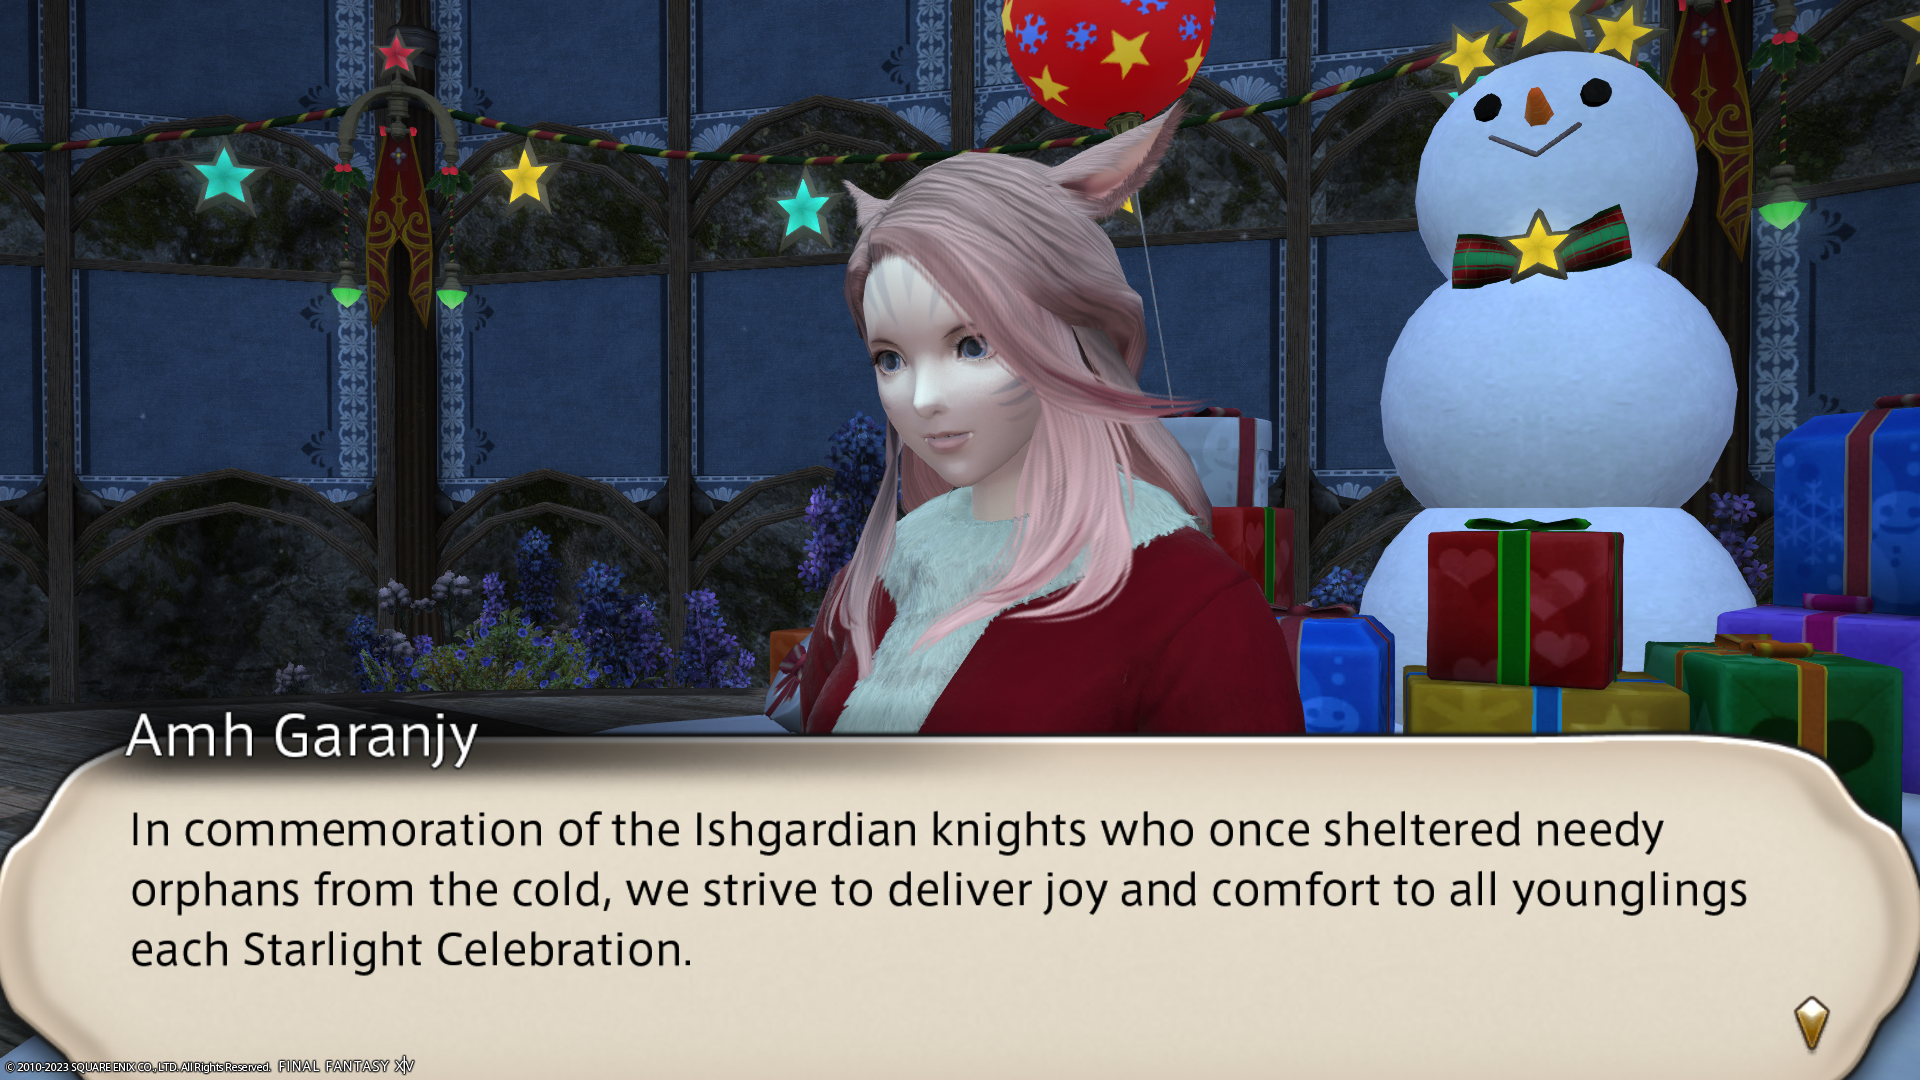 Amh Garanjy
In commemoration of the Ishgardian knights who once sheltered needy
orphans from the cold, we strive to deliver joy and comfort to all younglings
each Starlight Celebration.
© 2010-2023 SQUARE ENIX CO., LTD. All Rights Reserved. FINAL FANTASY XIV